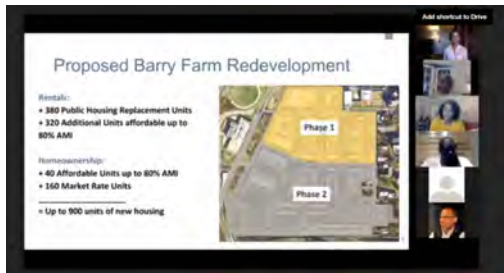 Add shortcut to Drive
Proposed Barry Farm Redevelopment
Rentals:
+ 380 Public Housing Replacement Units
+ 320 Additional Units affordable up to
80% AMI
Homeownership:
+ 40 Affordable Units up to 80% AMI
+ 160 Market Rate Units
= Up to 900 units of new housing
Phase 1
Phase 2